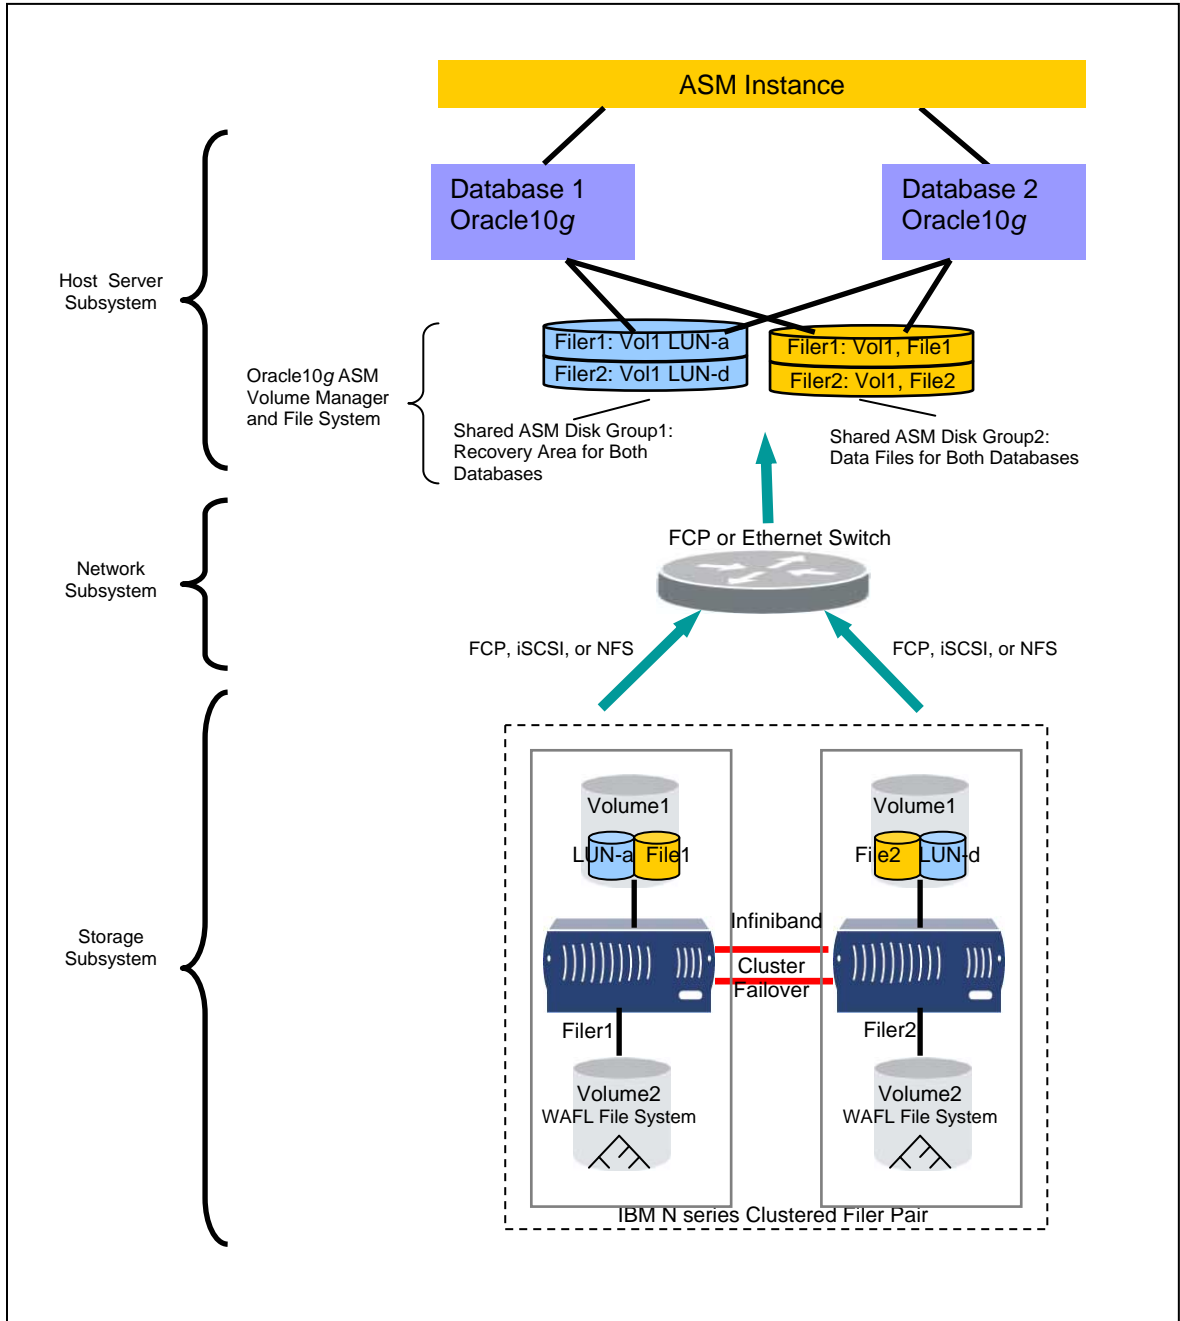 ASM Instance
Database 1
Oracle10g
Database 2
Oracle10g
Host Server
Subsystem
Filer1: Vol1 LUN-a
Filer2: Vol1 LUN-d
Filer1: Vol1, File1
Filer2: Vol1, File2
Oracle10g ASM
Volume Manager
and File System
Shared ASM Disk Group1:
Recovery Area for Both
Databases
Shared ASM Disk Group2:
Data Files for Both Databases
FCP or Ethernet Switch
Network
Subsystem
FCP, iSCSI, or NFS
FCP, iSCSI, or NFS
Volume1
LUN-a
File1
Volume1
File2
LUN-d
Storage
Subsystem
Infiniband
Cluster
Failover
Filer1
Filer2
Volume2
WAFL File System
Volume2
WAFL File System
IBM N series Clustered Filer Pair